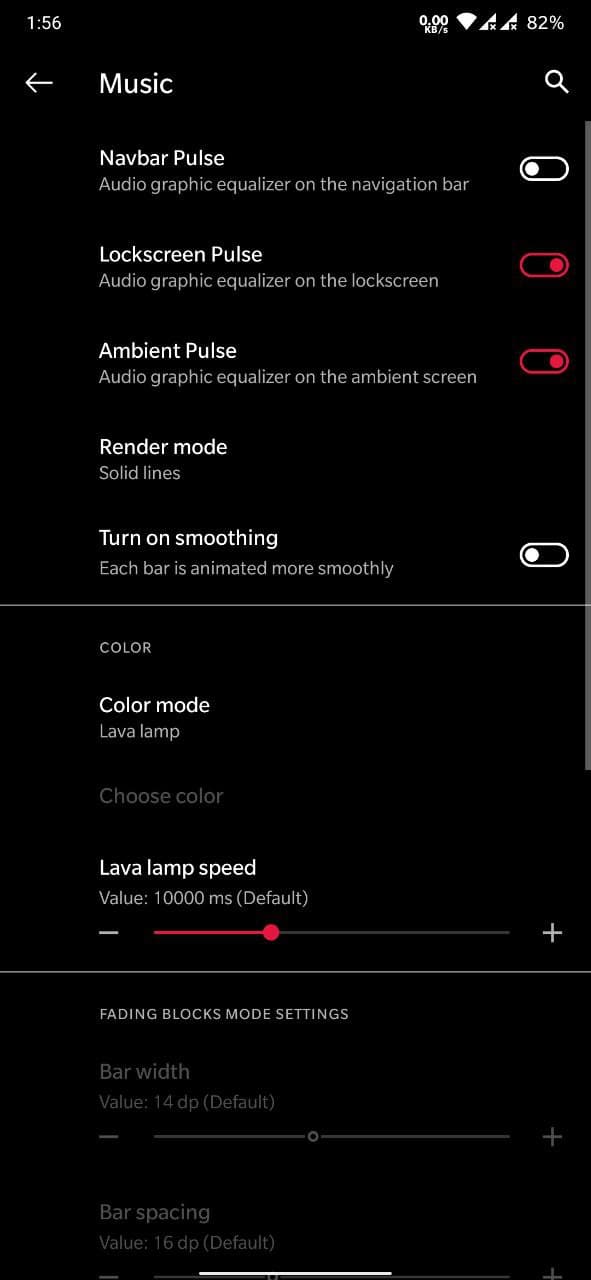 1:56
0.00
KB/s
82%
Music
Navbar Pulse
Audio graphic equalizer on the navigation bar
Lockscreen Pulse
Audio graphic equalizer on the lockscreen
Ambient Pulse
Audio graphic equalizer on the ambient screen
Render mode
Solid lines
Turn on smoothing
Each bar is animated more smoothly
COLOR
Color mode
Lava lamp
Choose color
Lava lamp speed
Value: 10000 ms (Default)
FADING BLOCKS MODE SETTINGS
Bar width
Value: 14 dp (Default)
Bar spacing
Value: 16 dp (Default)